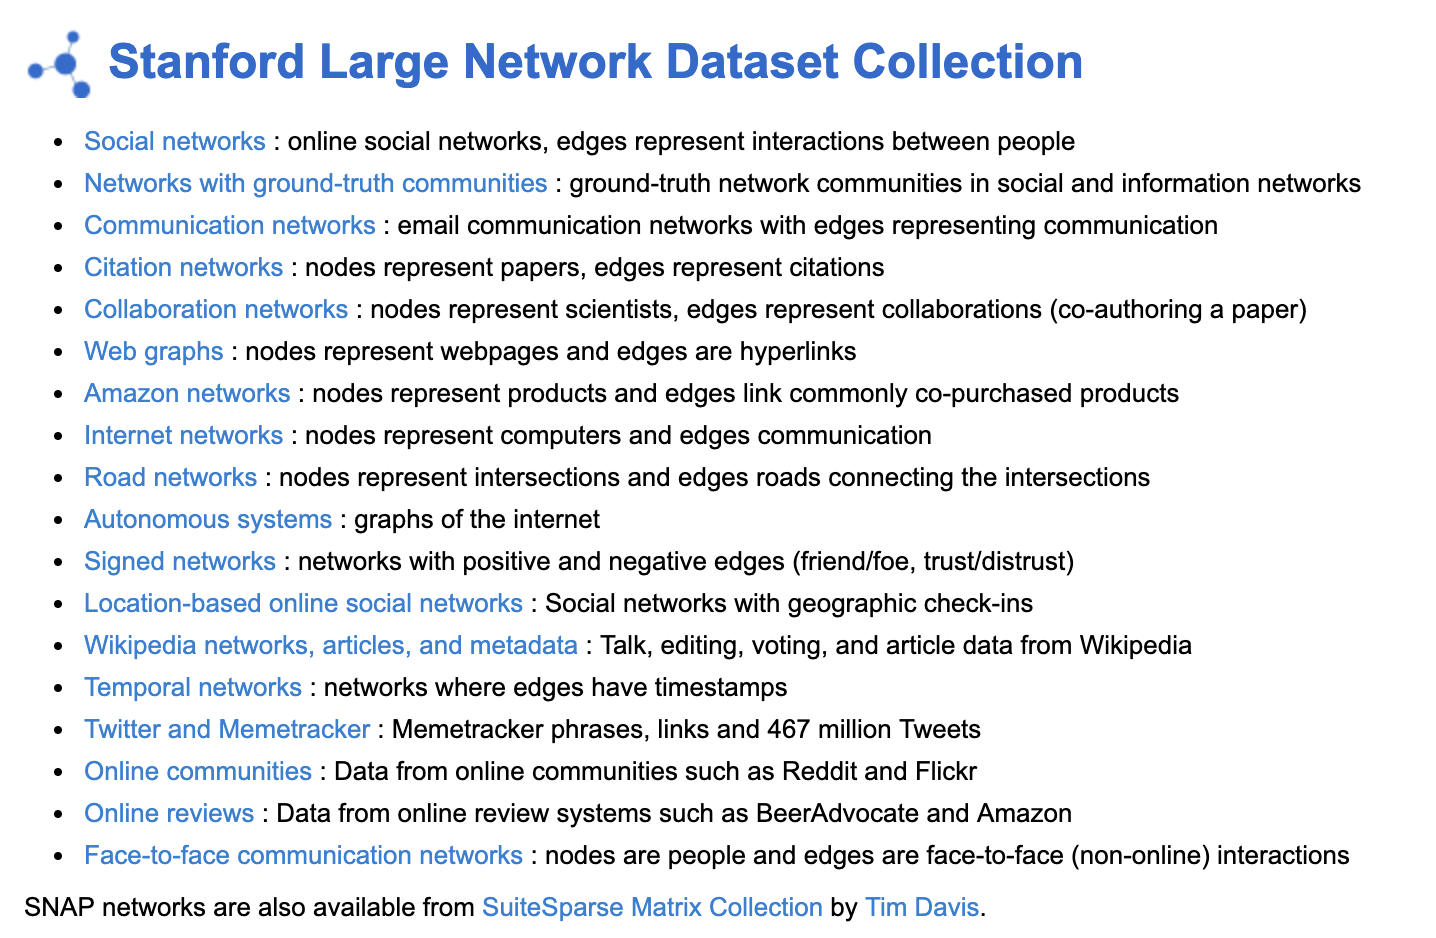 Stanford Large Network Dataset Collection
• Social networks : online social networks, edges represent interactions between people
• Networks with ground-truth communities : ground-truth network communities in social and information networks
• Communication networks : email communication networks with edges representing communication
• Citation networks : nodes represent papers, edges represent citations
• Collaboration networks : nodes represent scientists, edges represent collaborations (co-authoring a paper)
• Web graphs : nodes represent webpages and edges are hyperlinks
• Amazon networks : nodes represent products and edges link commonly co-purchased products
• Internet networks : nodes represent computers and edges communication
• Road networks : nodes represent intersections and edges roads connecting the intersections
• Autonomous systems : graphs of the internet
• Signed networks : networks with positive and negative edges (friend/foe, trust/distrust)
• Location-based online social networks : Social networks with geographic check-ins
• Wikipedia networks, articles, and metadata : Talk, editing, voting, and article data from Wikipedia
• Temporal networks : networks where edges have timestamps
• Twitter and Memetracker : Memetracker phrases, links and 467 million Tweets
• Online communities : Data from online communities such as Reddit and Flickr
• Online reviews : Data from online review systems such as BeerAdvocate and Amazon
• Face-to-face communication networks : nodes are people and edges are face-to-face (non-online) interactions
SNAP networks are also available from SuiteSparse Matrix Collection by Tim Davis.